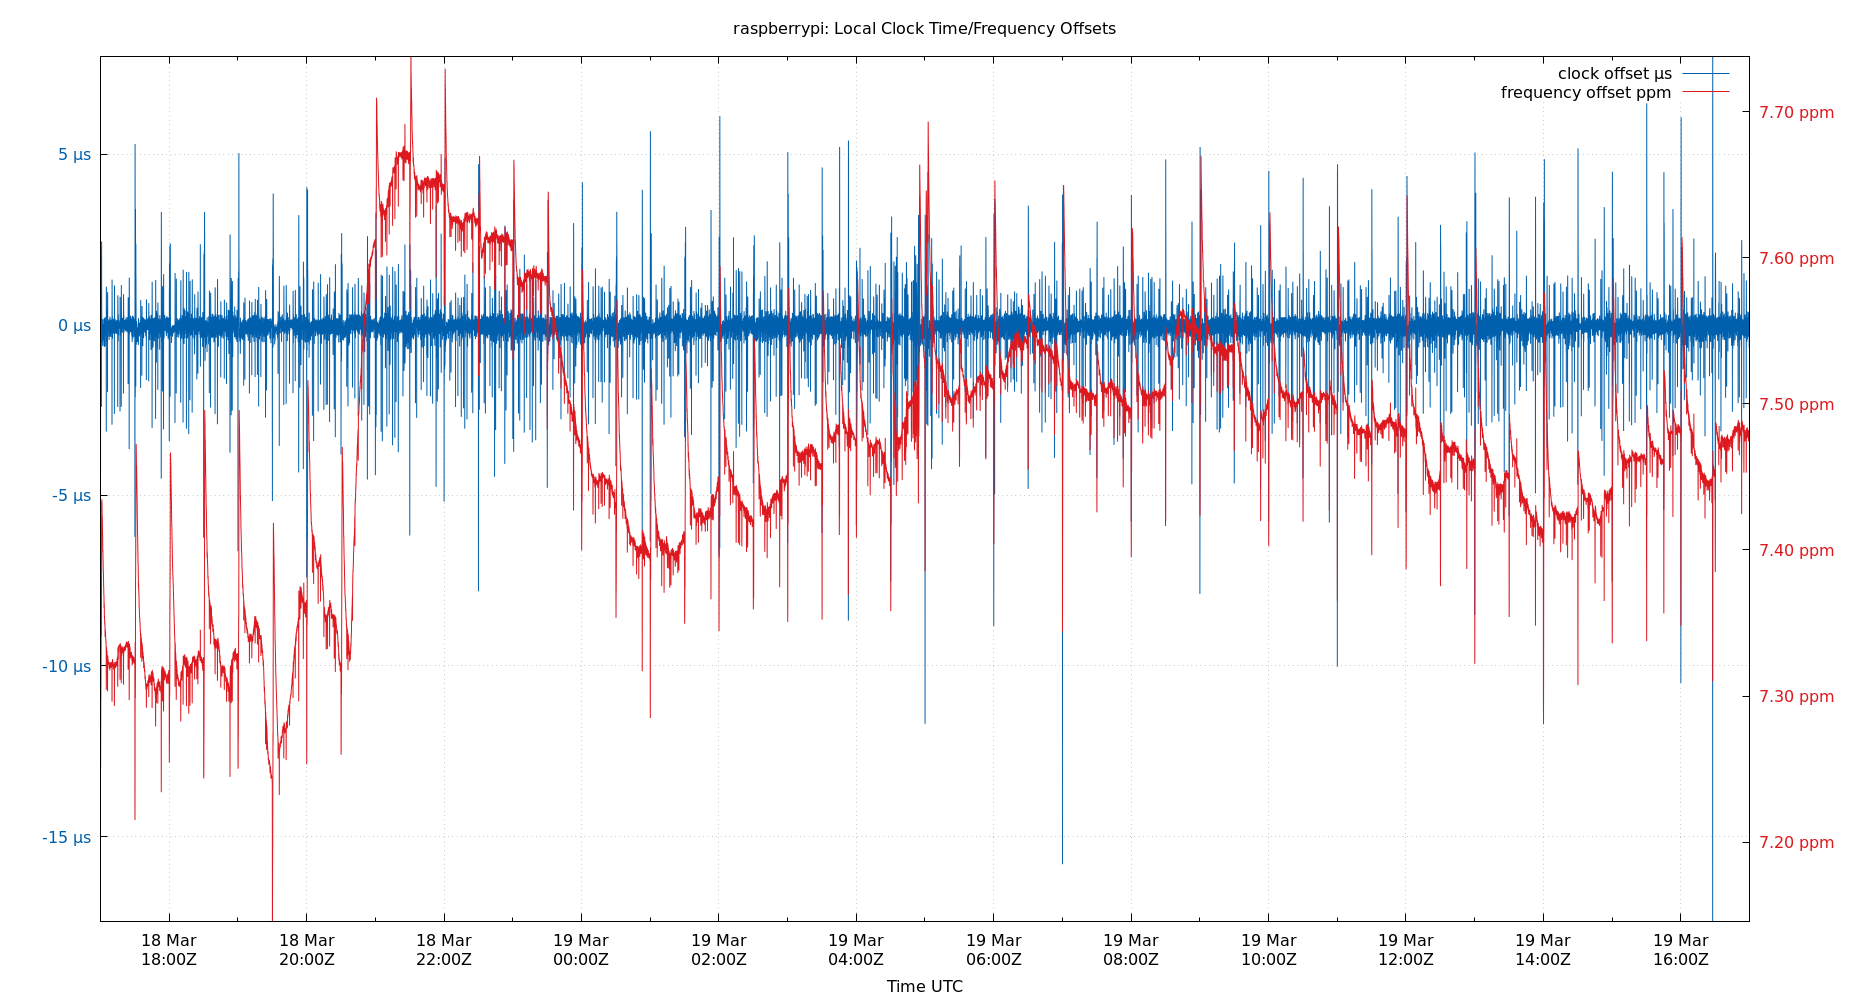 raspberrypi: Local Clock Time/Frequency Offsets
clock offset µs
frequency offset ppm
5 µs
0 µs
-5 µs
-10 µs
-15 µs
7.70 ppm
7.60 ppm
7.50 ppm
7.40 ppm
7.30 ppm
7.20 ppm
18 Mar 18 Mar 18 Mar 19 Mar 19 Mar 19 Mar 19 Mar 19 Mar 19 Mar 19 Mar 19 Mar 19 Mar
18:00Z 20:00Z 22:00Z 00:00Z 02:00Z 04:00Z 06:00Z 08:00Z 10:00Z 12:00Z 14:00Z 16:00Z
Time UTC